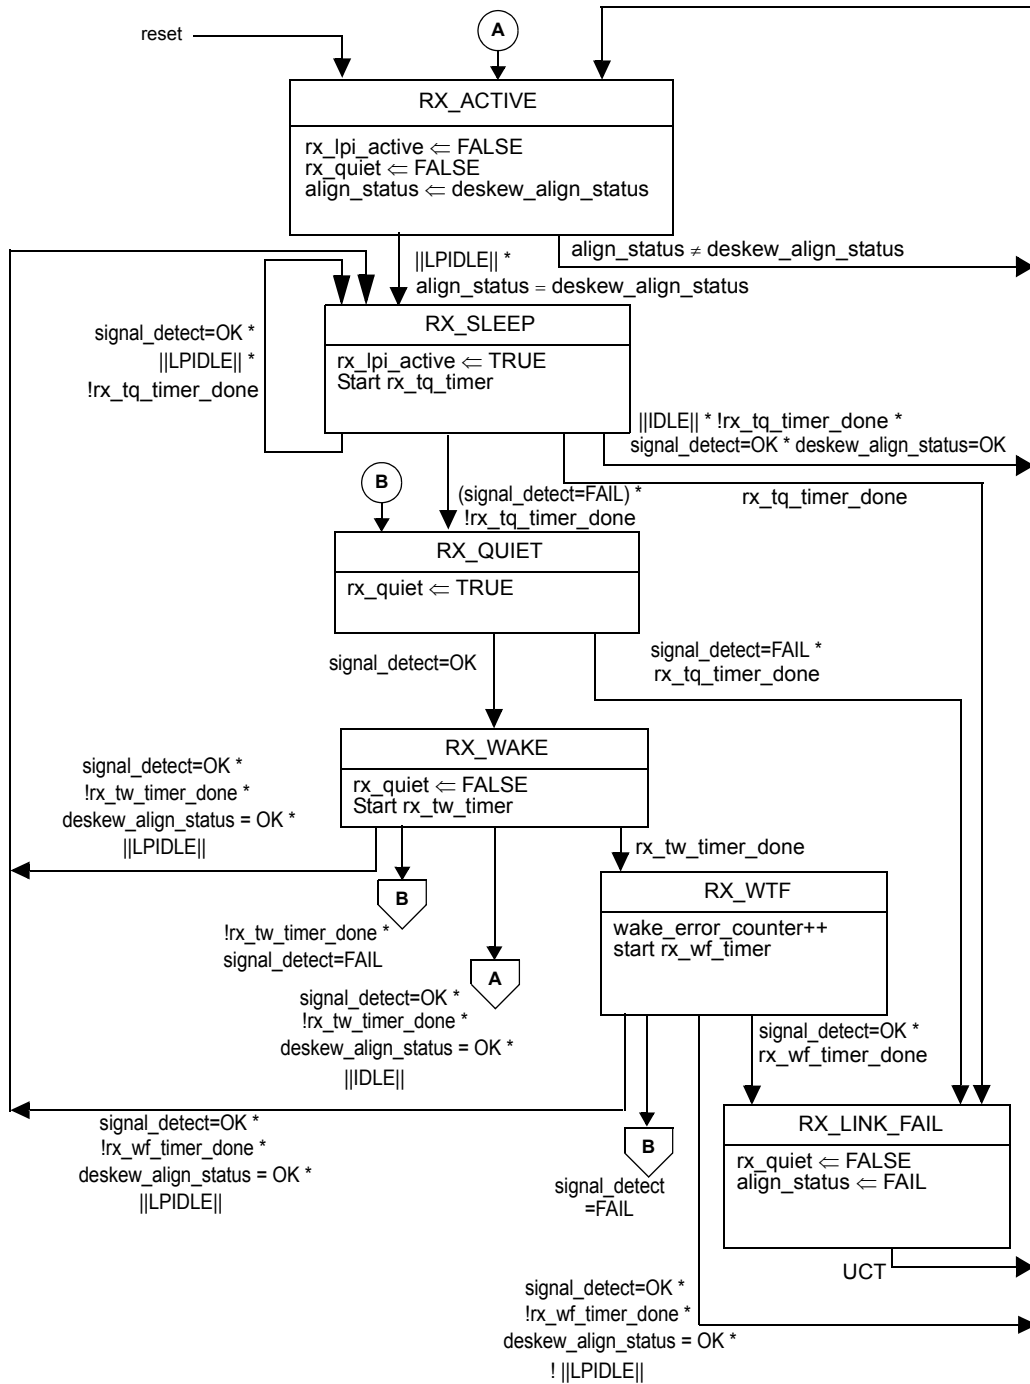 reset
A
RX_ACTIVE
rx_lpi_active ⇐ FALSE
rx_quiet ⇐ FALSE
align_status ⇐ deskew_align_status
align_status ≠ deskew_align_status
||LPIDLE|| *
align_status = deskew_align_status
signal_detect=OK *
||LPIDLE|| *
!rx_tq_timer_done
RX_SLEEP
rx_lpi_active ⇐ TRUE
Start rx_tq_timer
||IDLE|| * !rx_tq_timer_done *
signal_detect=OK * deskew_align_status=OK
rx_tq_timer_done
B
(signal_detect=FAIL) *
!rx_tq_timer_done
RX_QUIET
rx_quiet ⇐ TRUE
signal_detect=OK
signal_detect=FAIL *
rx_tq_timer_done
RX_WAKE
rx_quiet ⇐ FALSE
Start rx_tw_timer
signal_detect=OK *
!rx_tw_timer_done *
deskew_align_status = OK *
||LPIDLE||
B
!rx_tw_timer_done *
signal_detect=FAIL
A
signal_detect=OK *
!rx_tw_timer_done *
deskew_align_status = OK *
||IDLE||
rx_tw_timer_done
RX_WTF
wake_error_counter++
start rx_wf_timer
signal_detect=OK *
rx_wf_timer_done
signal_detect=OK *
!rx_wf_timer_done *
deskew_align_status = OK *
||LPIDLE||
B
signal_detect
=FAIL
RX_LINK_FAIL
rx_quiet ⇐ FALSE
align_status ⇐ FAIL
UCT
signal_detect=OK *
!rx_wf_timer_done *
deskew_align_status = OK *
! ||LPIDLE||